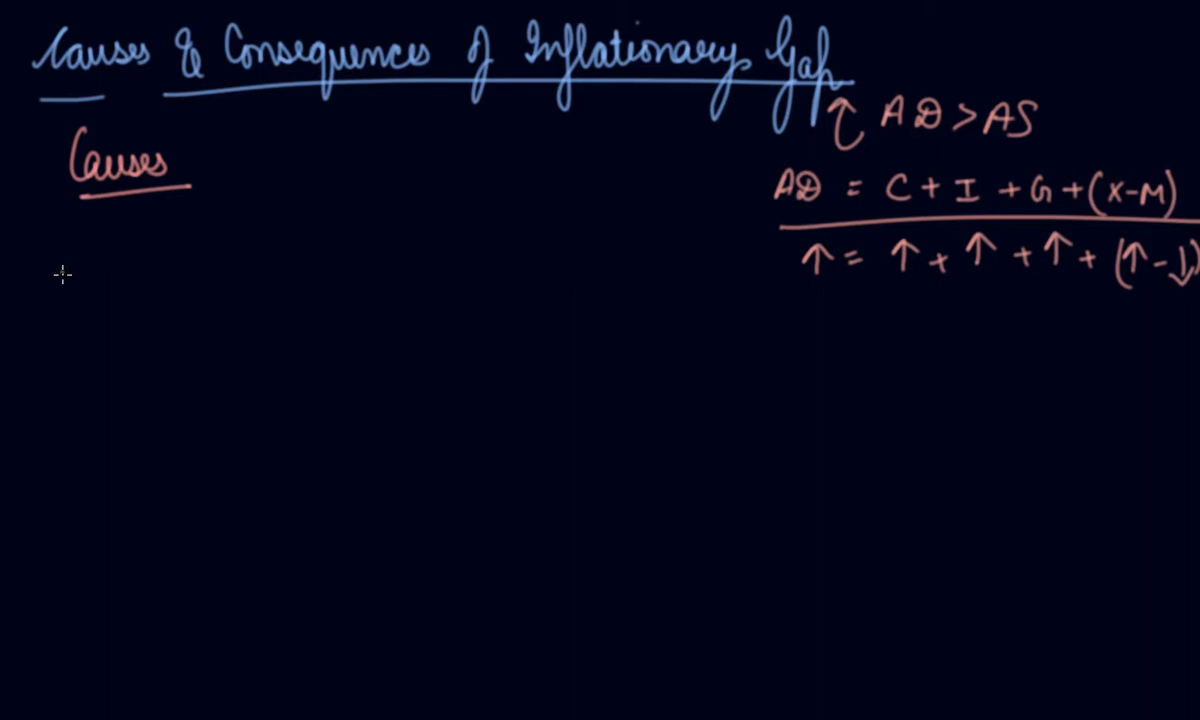 Causes & Consequences of Inflationary Gap
AD > AS
Causes
AD = C + I + G + (X-M)
↑ = ↑ + ↑ + ↑ + (↑ - ↓)